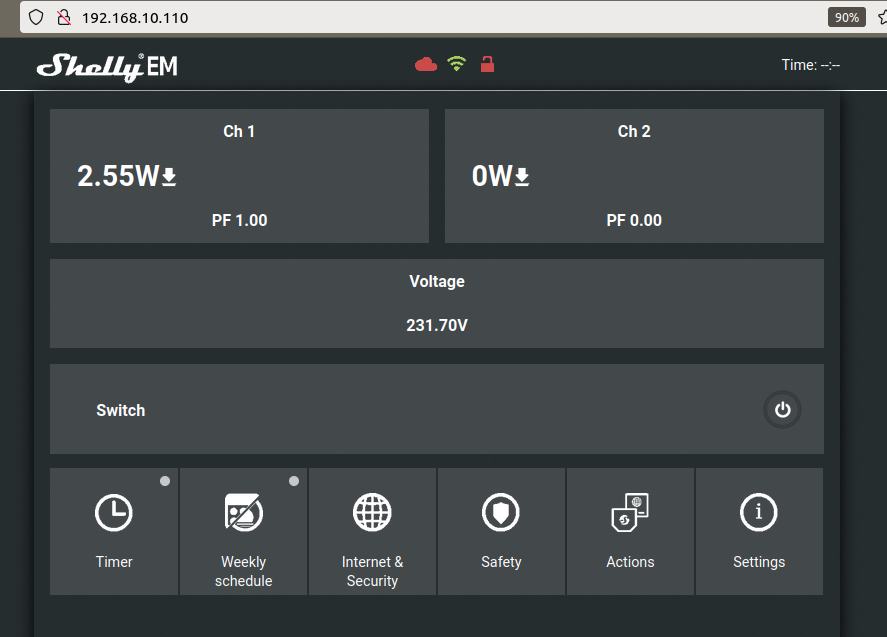 192.168.10.110
90%
Shelly® EM
Time: --:--
Ch 1
2.55W
PF 1.00
Ch 2
0W
PF 0.00
Voltage
231.70V
Switch
Timer
Weekly
schedule
Internet &
Security
Safety
Actions
Settings